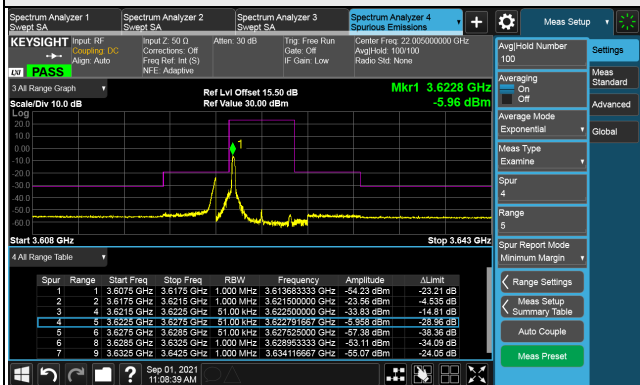 Spectrum Analyzer 1
Swept SA
Spectrum Analyzer 2
Swept SA
Spectrum Analyzer 3
Swept SA
Spectrum Analyzer 4
Spurious Emissions
Meas Setup
KEYSIGHT
Input: RF
Coupling: DC
Align: Auto
Input Z: 50 Ω
Corrections: Off
Freq Ref: Int (S)
NFE: Adaptive
Atten: 30 dB
Trig: Free Run
Gate: Off
IF Gain: Low
Center Freq: 22.005000000 GHz
Avg|Hold: 100/100
Radio Std: None
LXI PASS
3 All Range Graph
Scale/Div 10.0 dB
Ref Lvl Offset 15.50 dB
Ref Value 30.00 dBm
Mkr1 3.6228 GHz
-5.96 dBm
Log
20.0
10.0
0.00
-10.0
-20.0
-30.0
-40.0
-50.0
-60.0
1
Start 3.608 GHz
Stop 3.643 GHz
4 All Range Table
Spur Range Start Freq Stop Freq RBW Frequency Amplitude ΔLimit
1 1 3.6075 GHz 3.6175 GHz 1.000 MHz 3.613683333 GHz -54.23 dBm -23.21 dB
2 2 3.6175 GHz 3.6215 GHz 1.000 MHz 3.621500000 GHz -23.56 dBm -4.535 dB
3 4 3.6215 GHz 3.6225 GHz 51.00 kHz 3.622500000 GHz -33.83 dBm -14.81 dB
4 5 3.6225 GHz 3.6275 GHz 51.00 kHz 3.622791667 GHz -5.958 dBm -28.96 dB
5 6 3.6275 GHz 3.6285 GHz 51.00 kHz 3.627525000 GHz -57.38 dBm -38.36 dB
6 8 3.6285 GHz 3.6325 GHz 1.000 MHz 3.628953333 GHz -53.11 dBm -34.09 dB
7 9 3.6325 GHz 3.6425 GHz 1.000 MHz 3.634116667 GHz -55.07 dBm -24.05 dB
Avg|Hold Number
100
Averaging
On
Off
Average Mode
Exponential
Meas Type
Examine
Spur
4
Range
5
Spur Report Mode
Minimum Margin
Range Settings
Meas Setup
Summary Table
Auto Couple
Meas Preset
Settings
Meas
Standard
Advanced
Global
Sep 01, 2021
11:08:39 AM